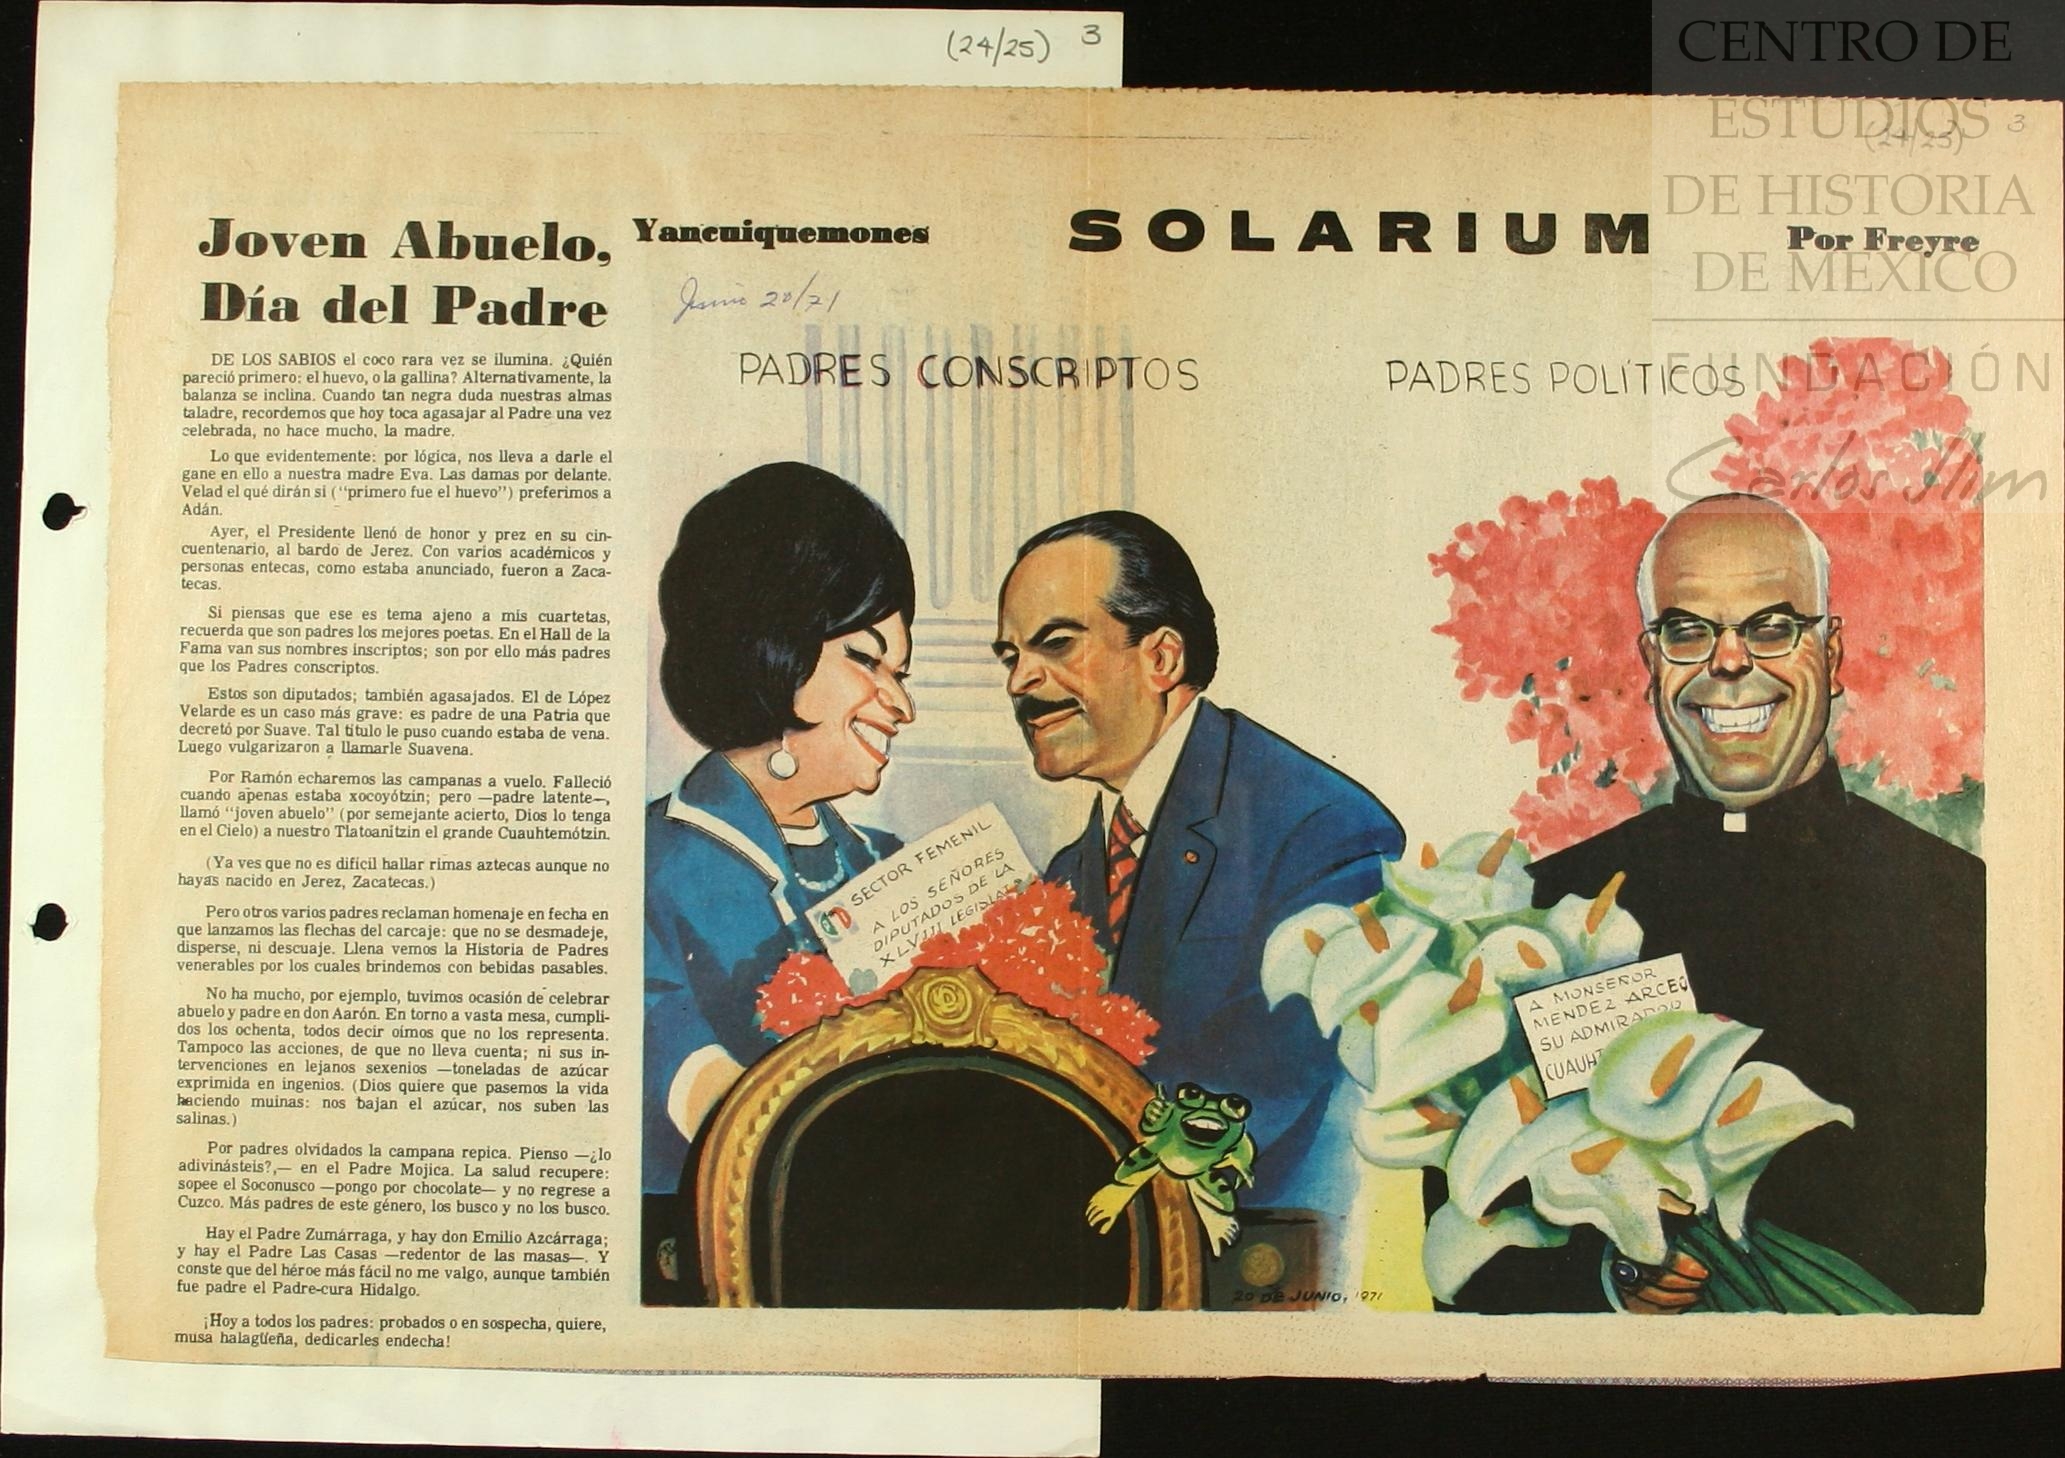 (24/25) 3
CENTRO DE
ESTUDIOS
DE HISTORIA
DE MEXICO
FUNDACIÓN
Carlos Slim
(24/25) 3
Joven Abuelo,
Día del Padre
Yancuiquemones
SOLARIUM
Por Freyre
Junio 20/71
DE LOS SABIOS el coco rara vez se ilumina. ¿Quién
pareció primero: el huevo, o la gallina? Alternativamente, la
balanza se inclina. Cuando tan negra duda nuestras almas
taladre, recordemos que hoy toca agasajar al Padre una vez
celebrada, no hace mucho, la madre.
Lo que evidentemente: por lógica, nos lleva a darle el
gane en ello a nuestra madre Eva. Las damas por delante.
Velad el qué dirán si ("primero fue el huevo") preferimos a
Adán.
Ayer, el Presidente llenó de honor y prez en su cin-
cuentenario, al bardo de Jerez. Con varios académicos y
personas entecas, como estaba anunciado, fueron a Zaca-
tecas.
Si piensas que ese es tema ajeno a mis cuartetas,
recuerda que son padres los mejores poetas. En el Hall de la
Fama van sus nombres inscriptos; son por ello más padres
que los Padres conscriptos.
Estos son diputados; también agasajados. El de López
Velarde es un caso más grave: es padre de una Patria que
decretó por Suave. Tal título le puso cuando estaba de vena.
Luego vulgarizaron a llamarle Suavena.
Por Ramón echaremos las campanas a vuelo. Falleció
cuando apenas estaba xocoyótzin; pero —padre latente—,
llamó "joven abuelo" (por semejante acierto, Dios lo tenga
en el Cielo) a nuestro Tlatoanitzin el grande Cuauhtemótzin.
(Ya ves que no es difícil hallar rimas aztecas aunque no
hayas nacido en Jerez, Zacatecas.)
Pero otros varios padres reclaman homenaje en fecha en
que lanzamos las flechas del carcaje: que no se desmadeje,
disperse, ni descuaje. Llena vemos la Historia de Padres
venerables por los cuales brindemos con bebidas pasables.
No ha mucho, por ejemplo, tuvimos ocasión de celebrar
abuelo y padre en don Aarón. En torno a vasta mesa, cumpli-
dos los ochenta, todos decir oímos que no los representa.
Tampoco las acciones, de que no lleva cuenta; ni sus in-
tervenciones en lejanos sexenios —toneladas de azúcar
exprimida en ingenios. (Dios quiere que pasemos la vida
haciendo muinas: nos bajan el azúcar, nos suben las
salinas.)
Por padres olvidados la campana repica. Pienso —¿lo
adivinásteis?,— en el Padre Mojica. La salud recupere:
sopee el Soconusco —pongo por chocolate— y no regrese a
Cuzco. Más padres de este género, los busco y no los busco.
Hay el Padre Zumárraga, y hay don Emilio Azcárraga;
y hay el Padre Las Casas —redentor de las masas—. Y
conste que del héroe más fácil no me valgo, aunque también
fue padre el Padre-cura Hidalgo.
¡Hoy a todos los padres: probados o en sospecha, quiere,
musa halagüeña, dedicarles endecha!
PADRES CONSCRIPTOS
PADRES POLÍTICOS
SECTOR FEMENIL
A LOS SEÑORES
DIPUTADOS DE LA
XLVIII LEGISLAT
A MONSEÑOR
MENDEZ ARCEO
SU ADMIRADOR
CUAUHT
20 DE JUNIO, 1971